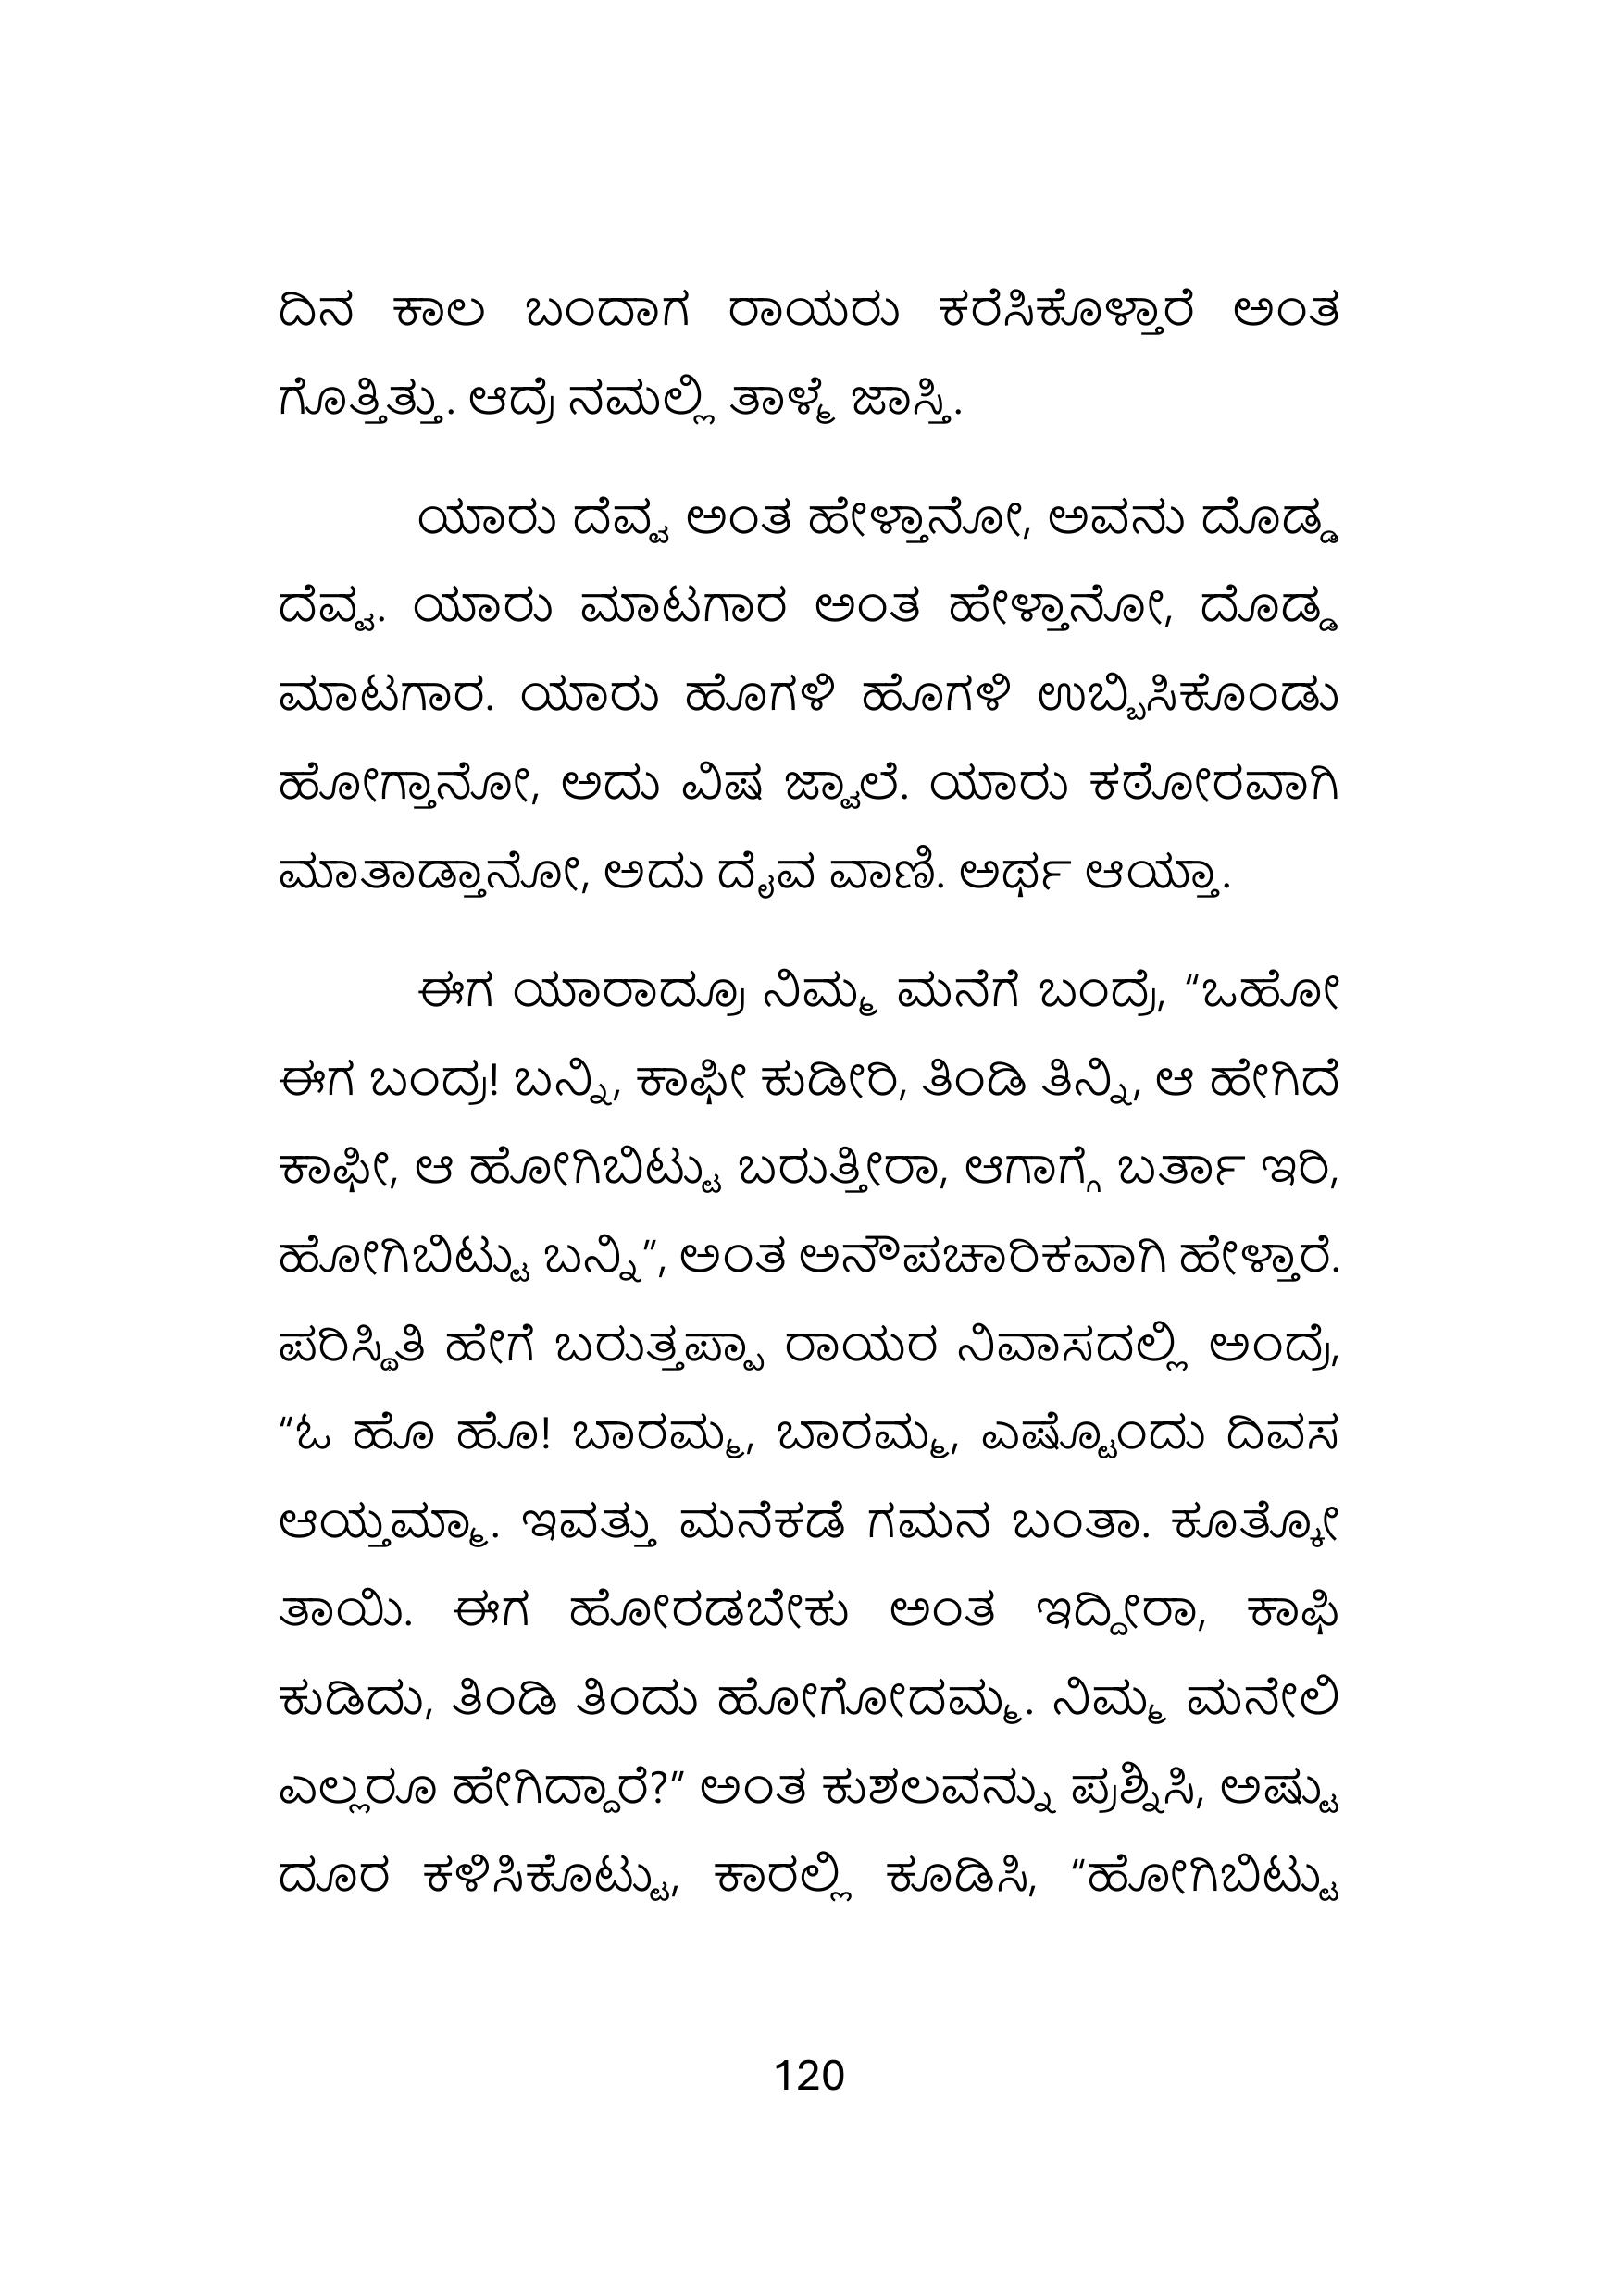 ದಿನ ಕಾಲ ಬಂದಾಗ ರಾಯರು ಕರೆಸಿಕೊಳ್ತಾರೆ ಅಂತ
ಗೊತ್ತಿತ್ತು. ಆದ್ರೆ ನಮಲ್ಲಿ ತಾಳ್ಮೆ ಜಾಸ್ತಿ.
ಯಾರು ದೆವ್ವ ಅಂತ ಹೇಳ್ತಾನೋ, ಅವನು ದೊಡ್ಡ
ದೆವ್ವ. ಯಾರು ಮಾಟಗಾರ ಅಂತ ಹೇಳ್ತಾನೋ, ದೊಡ್ಡ
ಮಾಟಗಾರ. ಯಾರು ಹೊಗಳಿ ಹೊಗಳಿ ಉಬ್ಬಿಸಿಕೊಂಡು
ಹೋಗ್ತಾನೋ, ಅದು ವಿಷ ಜ್ವಾಲೆ. ಯಾರು ಕಠೋರವಾಗಿ
ಮಾತಾಡ್ತಾನೋ, ಅದು ದೈವ ವಾಣಿ. ಅರ್ಥ ಆಯ್ತಾ.
ಈಗ ಯಾರಾದ್ರೂ ನಿಮ್ಮ ಮನೆಗೆ ಬಂದ್ರೆ, “ಒಹೋ
ಈಗ ಬಂದ್ರ! ಬನ್ನಿ, ಕಾಫೀ ಕುಡೀರಿ, ತಿಂಡಿ ತಿನ್ನಿ, ಆ ಹೇಗಿದೆ
ಕಾಫೀ, ಆ ಹೋಗಿಬಿಟ್ಟು ಬರುತ್ತೀರಾ, ಆಗಾಗ್ಗೆ ಬರ್ತಾ ಇರಿ,
ಹೋಗಿಬಿಟ್ಟು ಬನ್ನಿ”, ಅಂತ ಅನೌಪಚಾರಿಕವಾಗಿ ಹೇಳ್ತಾರೆ.
ಪರಿಸ್ಥಿತಿ ಹೇಗೆ ಬರುತ್ತಪ್ಪಾ ರಾಯರ ನಿವಾಸದಲ್ಲಿ ಅಂದ್ರೆ,
“ಓ ಹೊ ಹೊ! ಬಾರಮ್ಮ, ಬಾರಮ್ಮ, ಎಷ್ಟೊಂದು ದಿವಸ
ಆಯ್ತಮ್ಮಾ. ಇವತ್ತು ಮನೆಕಡೆ ಗಮನ ಬಂತಾ. ಕೂತ್ಕೋ
ತಾಯಿ. ಈಗ ಹೋರಡಬೇಕು ಅಂತ ಇದ್ದೀರಾ, ಕಾಫಿ
ಕುಡಿದು, ತಿಂಡಿ ತಿಂದು ಹೋಗೋದಮ್ಮ. ನಿಮ್ಮ ಮನೇಲಿ
ಎಲ್ಲರೂ ಹೇಗಿದ್ದಾರೆ?” ಅಂತ ಕುಶಲವನ್ನು ಪ್ರಶ್ನಿಸಿ, ಅಷ್ಟು
ದೂರ ಕಳಿಸಿಕೊಟ್ಟು, ಕಾರಲ್ಲಿ ಕೂಡಿಸಿ, “ಹೋಗಿಬಿಟ್ಟು
120